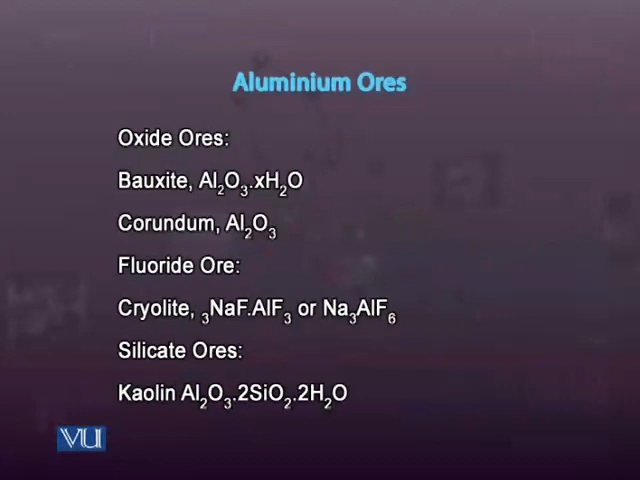 Aluminium Ores
Oxide Ores:
Bauxite, Al₂O₃.xH₂O
Corundum, Al₂O₃
Fluoride Ore:
Cryolite, ₃NaF.AlF₃ or Na₃AlF₆
Silicate Ores:
Kaolin Al₂O₃.2SiO₂.2H₂O
VU